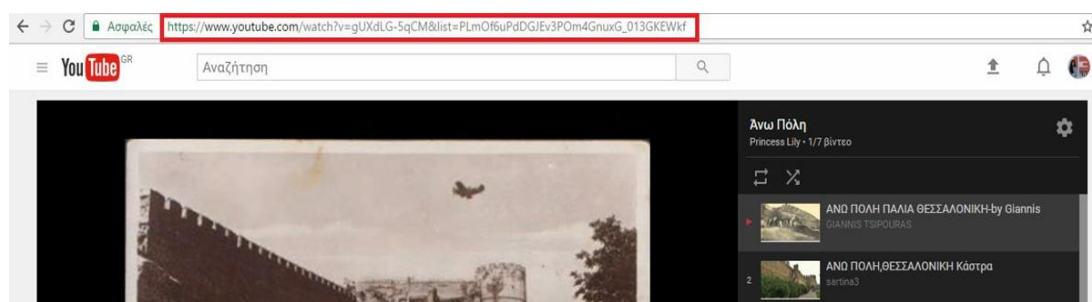 Ασφαλές https://www.youtube.com/watch?v=gUXdLG-5qCM&list=PLmOf6uPdDGJEv3POm4GnuxG_013GKEWkf
YouTube GR
Αναζήτηση
Άνω Πόλη
Princess Lily • 1/7 βίντεο
ΑΝΩ ΠΟΛΗ ΠΑΛΙΑ ΘΕΣΣΑΛΟΝΙΚΗ-by Giannis
GIANNIS TSIPOURAS
2
ΑΝΩ ΠΟΛΗ,ΘΕΣΣΑΛΟΝΙΚΗ Κάστρα
sartina3